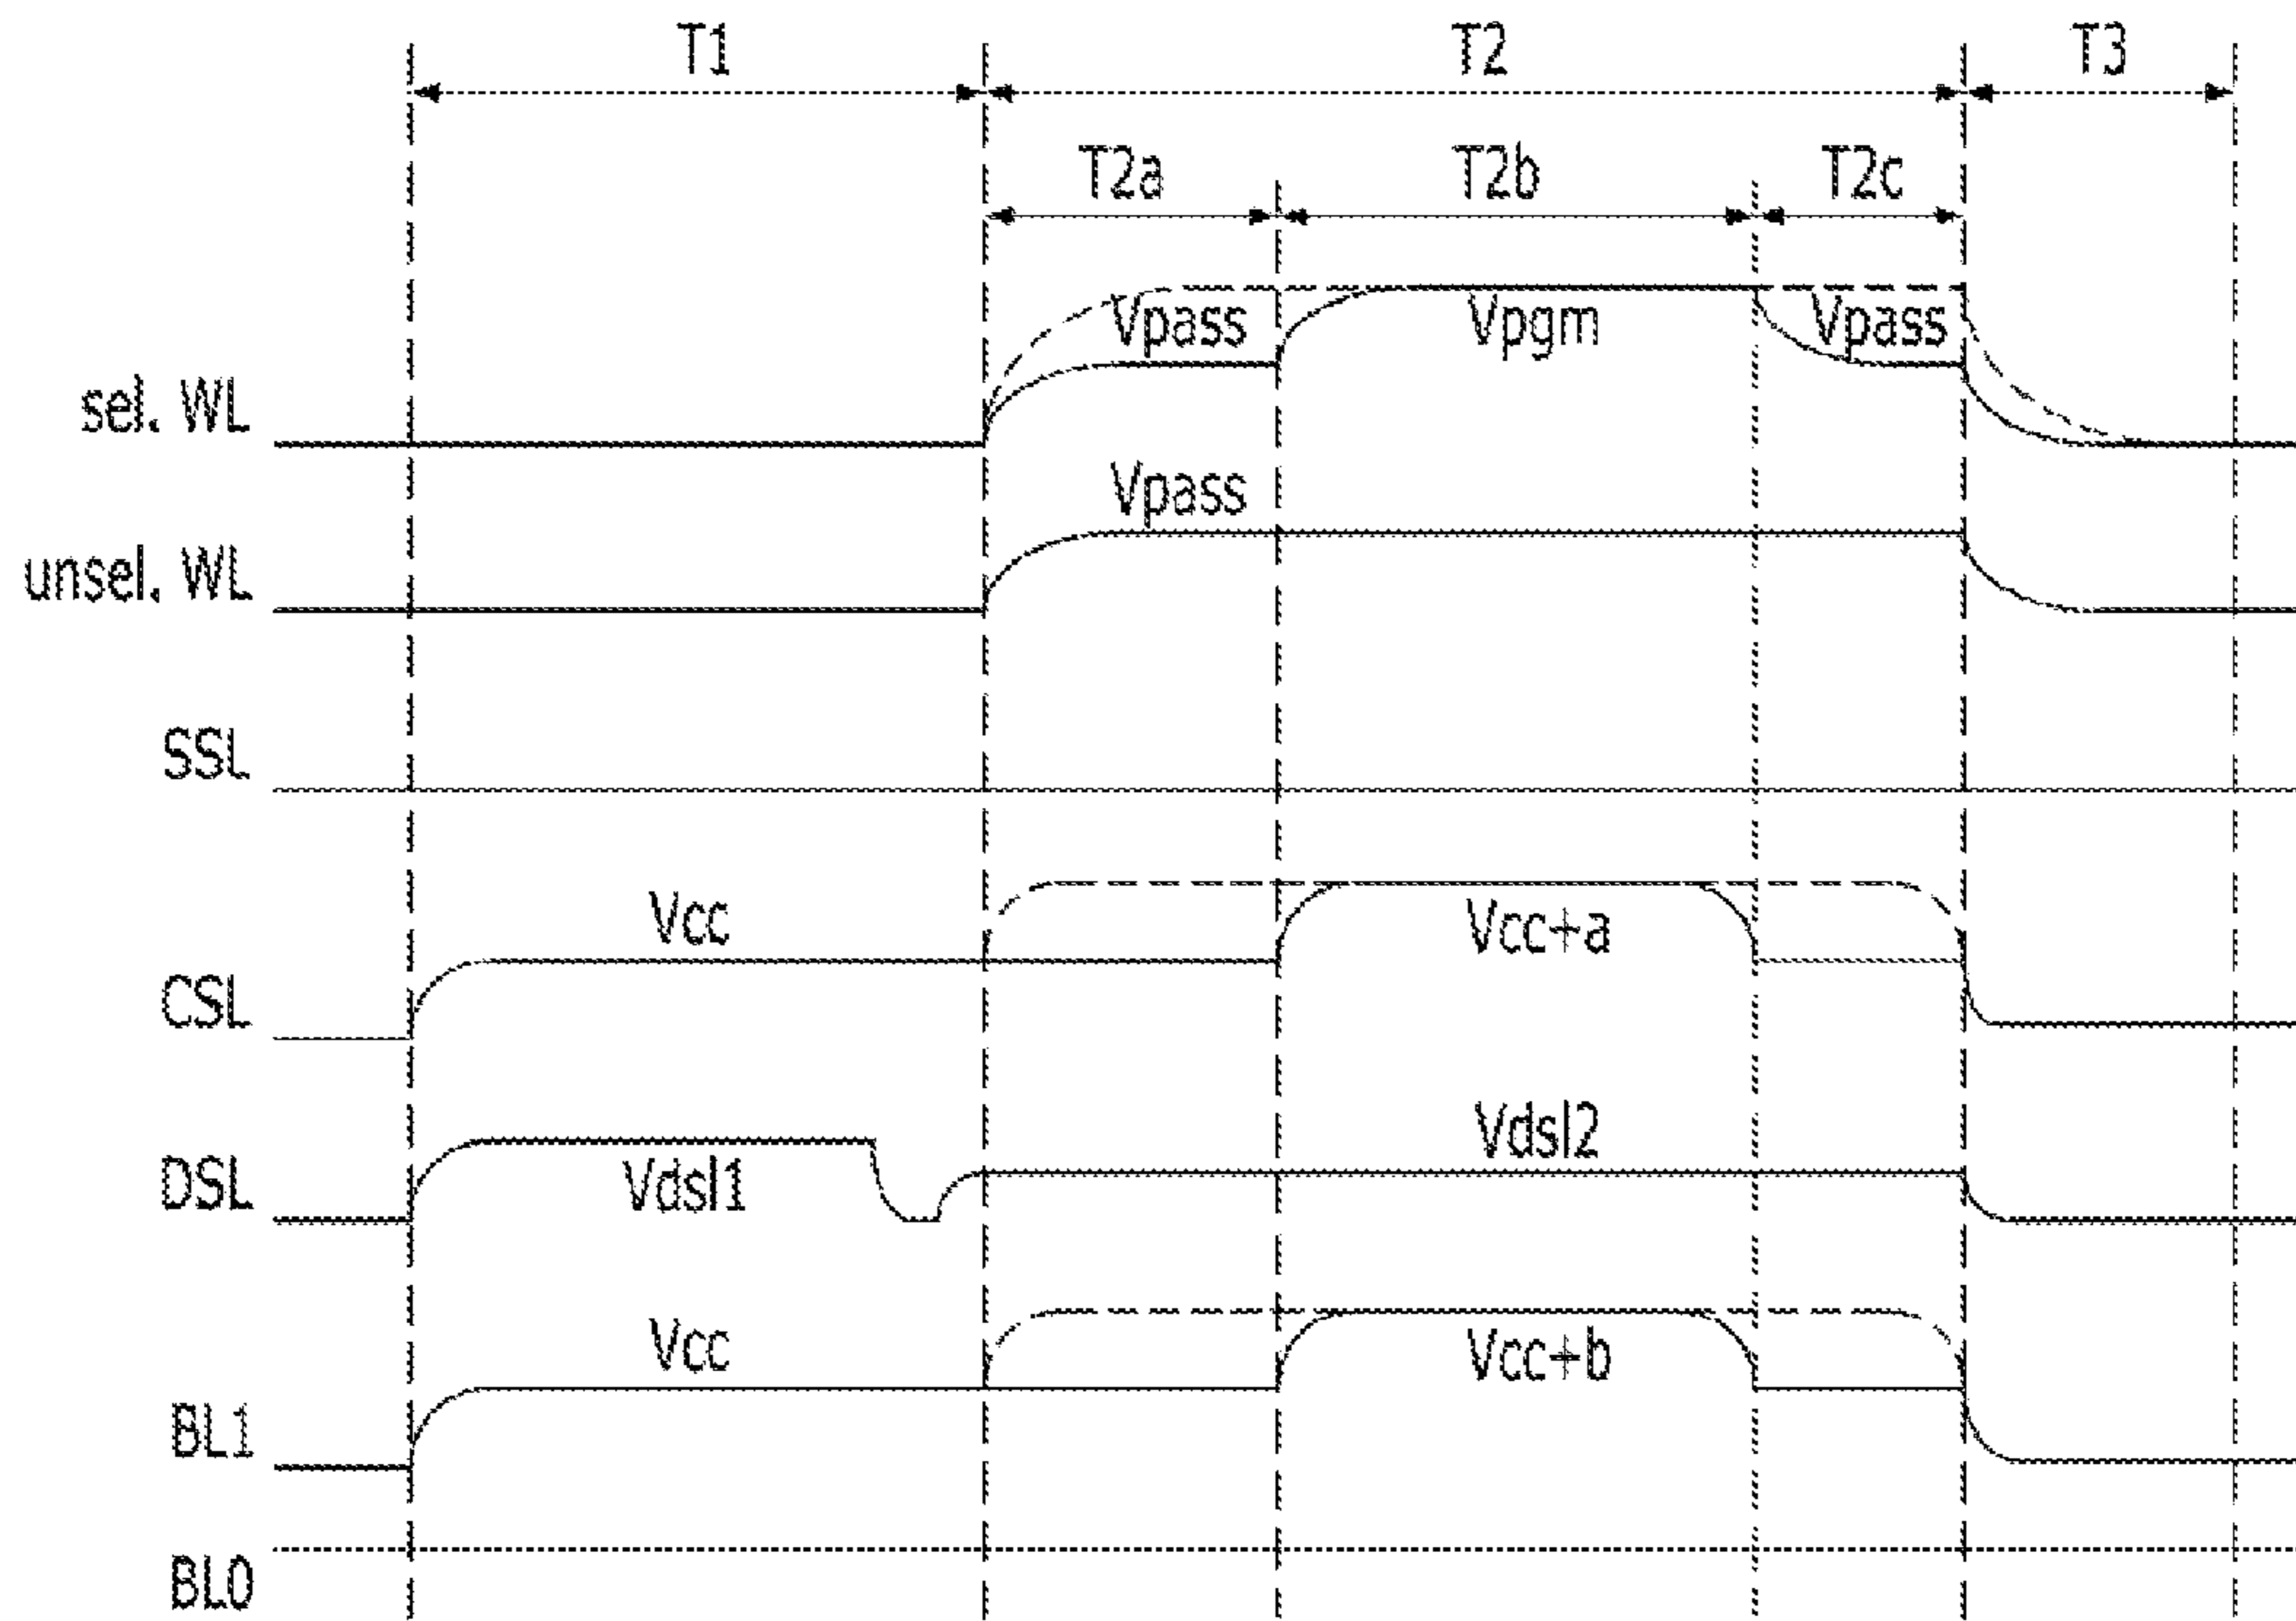 T1 T2 T3
T2a T2b T2c
Vpass Vpgm Vpass
sel. WL
Vpass
unsel. WL
SSL
Vcc Vcc+a
CSL
Vdsl2
DSL Vdsl1
Vcc Vcc+b
BL1
BL0